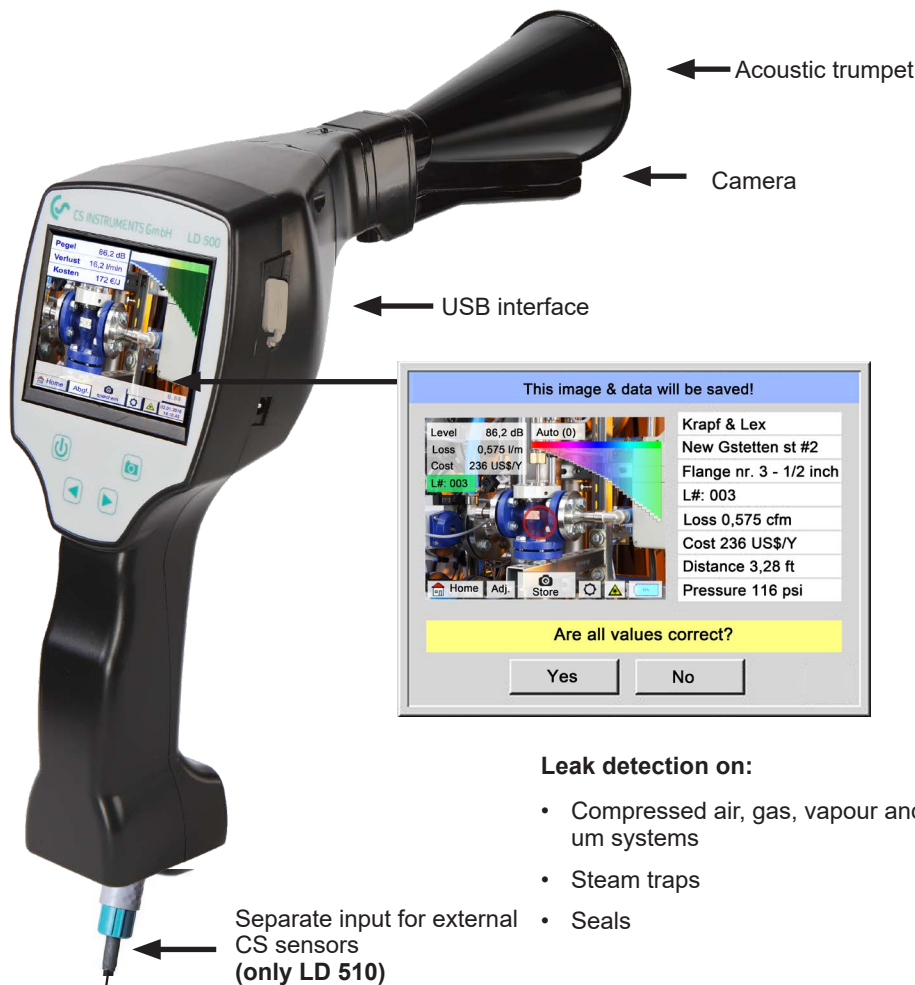 Acoustic trumpet
Camera
CS INSTRUMENTS GmbH LD 500
Pegel 86,2 dB
Verlust 16,2 l/min
Kosten 172 €/J
USB interface
Home Abgl.
This image & data will be saved!
Level 86,2 dB Auto (0)
Loss 0,575 l/m
Cost 236 US$/Y
L#: 003
Home Adj. Store
Krapf & Lex
New Gstetten st #2
Flange nr. 3 - 1/2 inch
L#: 003
Loss 0,575 cfm
Cost 236 US$/Y
Distance 3,28 ft
Pressure 116 psi
Are all values correct?
Yes No
Leak detection on:
• Compressed air, gas, vapour and
um systems
• Steam traps
• Seals
Separate input for external
CS sensors
(only LD 510)